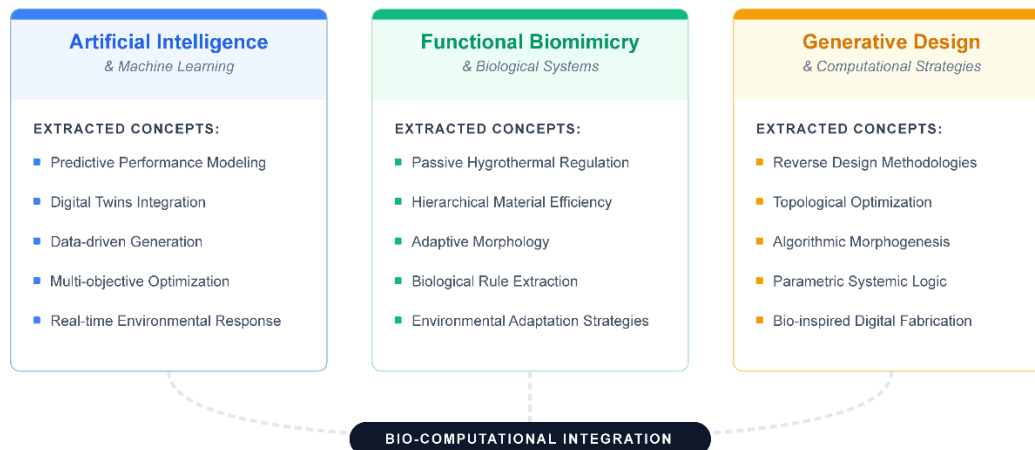 Artificial Intelligence
& Machine Learning
EXTRACTED CONCEPTS:
Predictive Performance Modeling
Digital Twins Integration
Data-driven Generation
Multi-objective Optimization
Real-time Environmental Response
Functional Biomimicry
& Biological Systems
EXTRACTED CONCEPTS:
Passive Hygrothermal Regulation
Hierarchical Material Efficiency
Adaptive Morphology
Biological Rule Extraction
Environmental Adaptation Strategies
Generative Design
& Computational Strategies
EXTRACTED CONCEPTS:
Reverse Design Methodologies
Topological Optimization
Algorithmic Morphogenesis
Parametric Systemic Logic
Bio-inspired Digital Fabrication
BIO-COMPUTATIONAL INTEGRATION